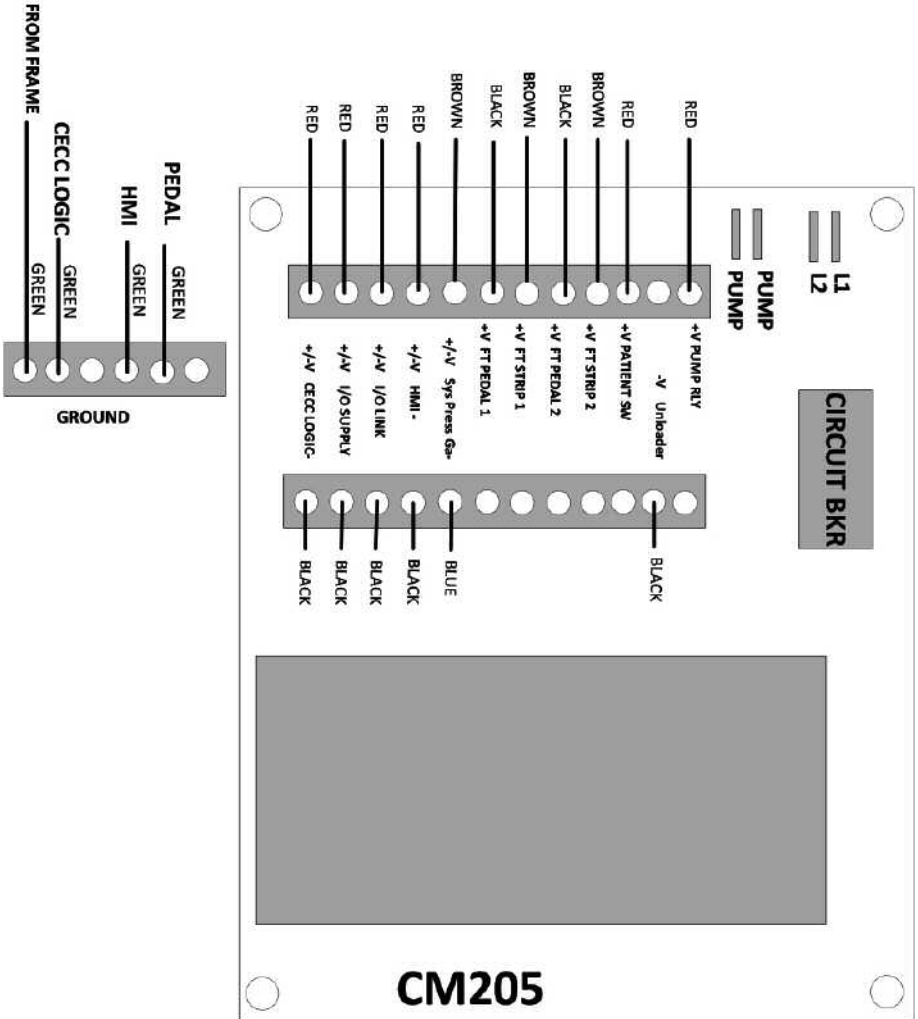 FROM FRAME
CECC LOGIC
HMI
PEDAL
GREEN
GREEN
GREEN
GREEN
GROUND
RED
RED
RED
RED
BROWN
BLACK
BROWN
BLACK
BROWN
RED
RED
PUMP
PUMP
L2
L1
+/-V CECC LOGIC-
+/-V I/O SUPPLY
+/-V I/O LINK
+/-V HMI -
+/-V Sys Press Ga-
+V FT PEDAL 1
+V FT STRIP 1
+V FT PEDAL 2
+V FT STRIP 2
+V PATIENT SW
-V Unloader
+V PUMP RLY
CIRCUIT BKR
BLACK
BLACK
BLACK
BLACK
BLUE
BLACK
CM205